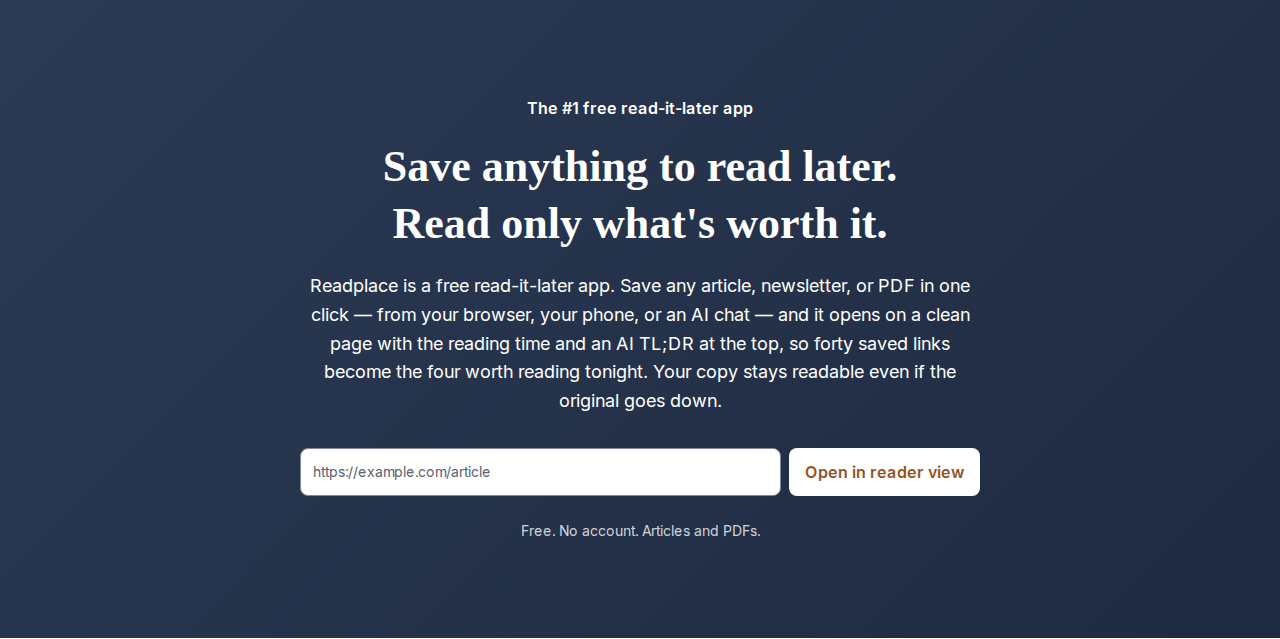 The #1 free read-it-later app
Save anything to read later.
Read only what's worth it.
Readplace is a free read-it-later app. Save any article, newsletter, or PDF in one
click — from your browser, your phone, or an AI chat — and it opens on a clean
page with the reading time and an AI TL;DR at the top, so forty saved links
become the four worth reading tonight. Your copy stays readable even if the
original goes down.
https://example.com/article
Open in reader view
Free. No account. Articles and PDFs.